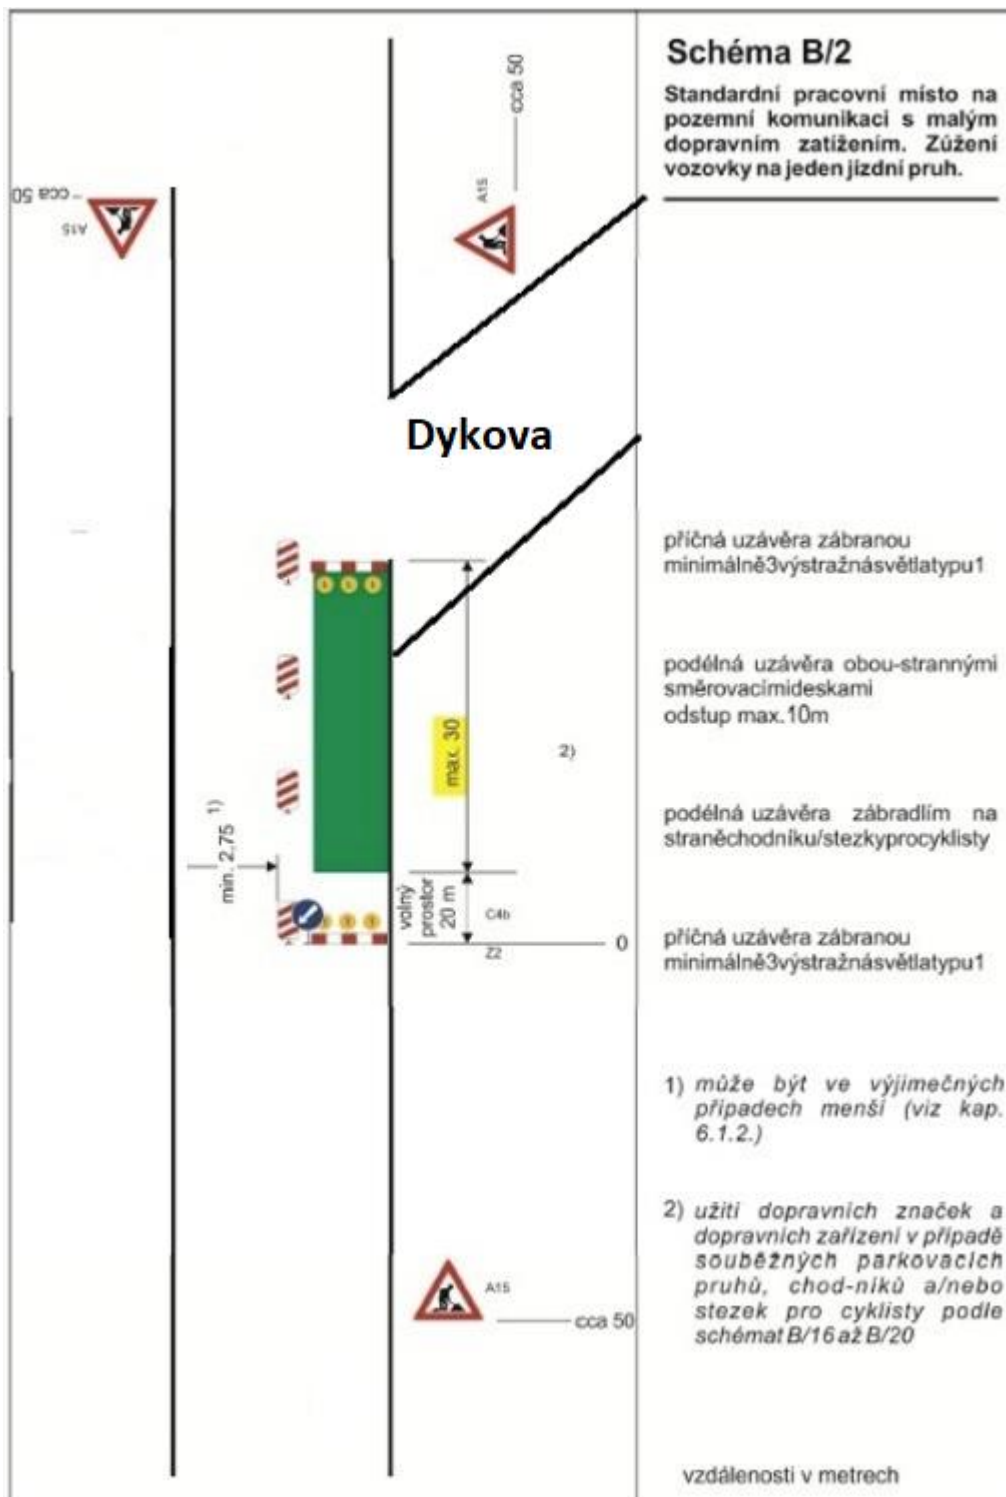 Schéma B/2
Standardní pracovní místo na
pozemní komunikaci s malým
dopravním zatížením. Zúžení
vozovky na jeden jízdní pruh.
cca 50
A15
cca 50
A15
Dykova
příčná uzávěra zábranou
minimálně3výstražnásvětlatypu1
podélná uzávěra obou-strannými
směrovacímideskami
odstup max.10m
max. 30
2)
podélná uzávěra zábradlím na
straněchodníku/stezkyprocyklisty
min. 2,75 1)
volný
prostor
20 m
C4b
Z2
0
příčná uzávěra zábranou
minimálně3výstražnásvětlatypu1
1) může být ve výjimečných
případech menší (viz kap.
6.1.2.)
2) užití dopravních značek a
dopravních zařízení v případě
souběžných parkovacích
pruhů, chod-níků a/nebo
stezek pro cyklisty podle
schémat B/16 až B/20
A15
cca 50
vzdálenosti v metrech